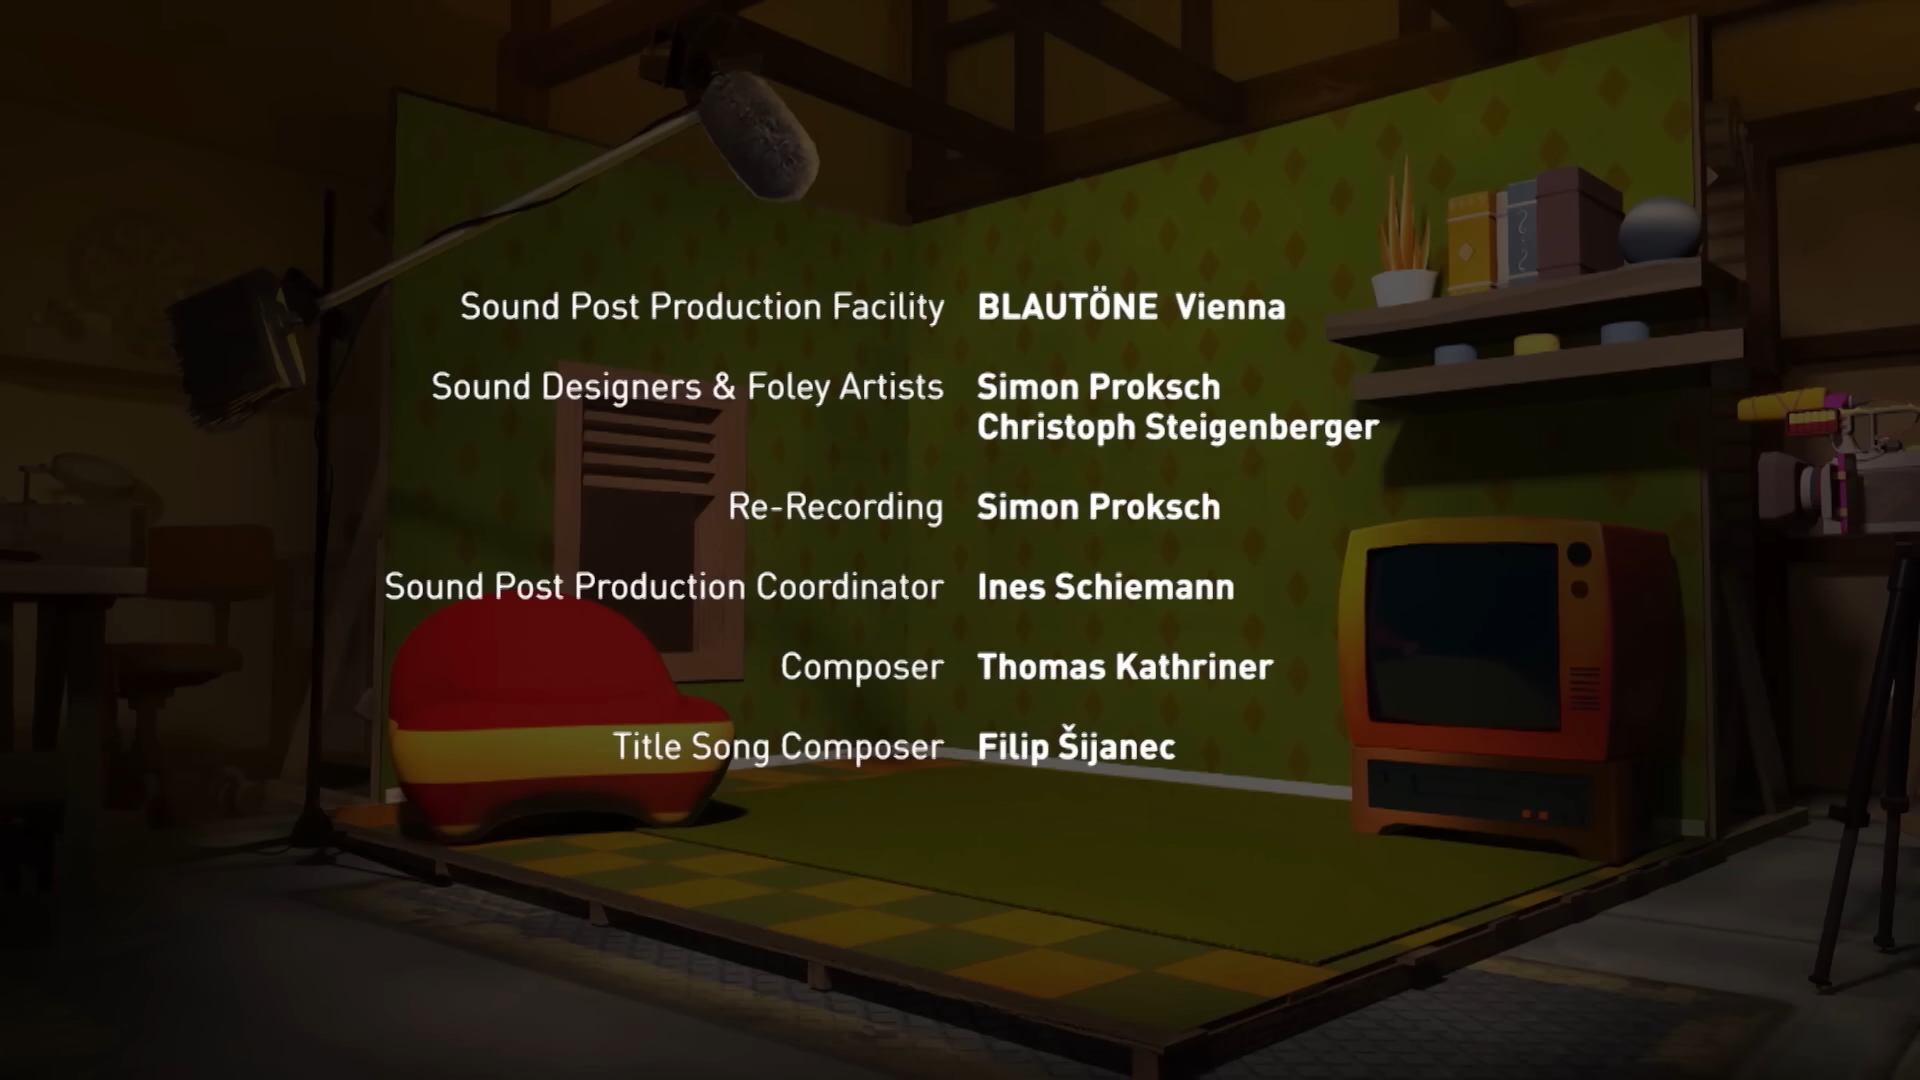 Sound Post Production Facility BLAUTÖNE Vienna
Sound Designers & Foley Artists Simon Proksch
Christoph Steigenberger
Re-Recording Simon Proksch
Sound Post Production Coordinator Ines Schiemann
Composer Thomas Kathriner
Title Song Composer Filip Šijanec